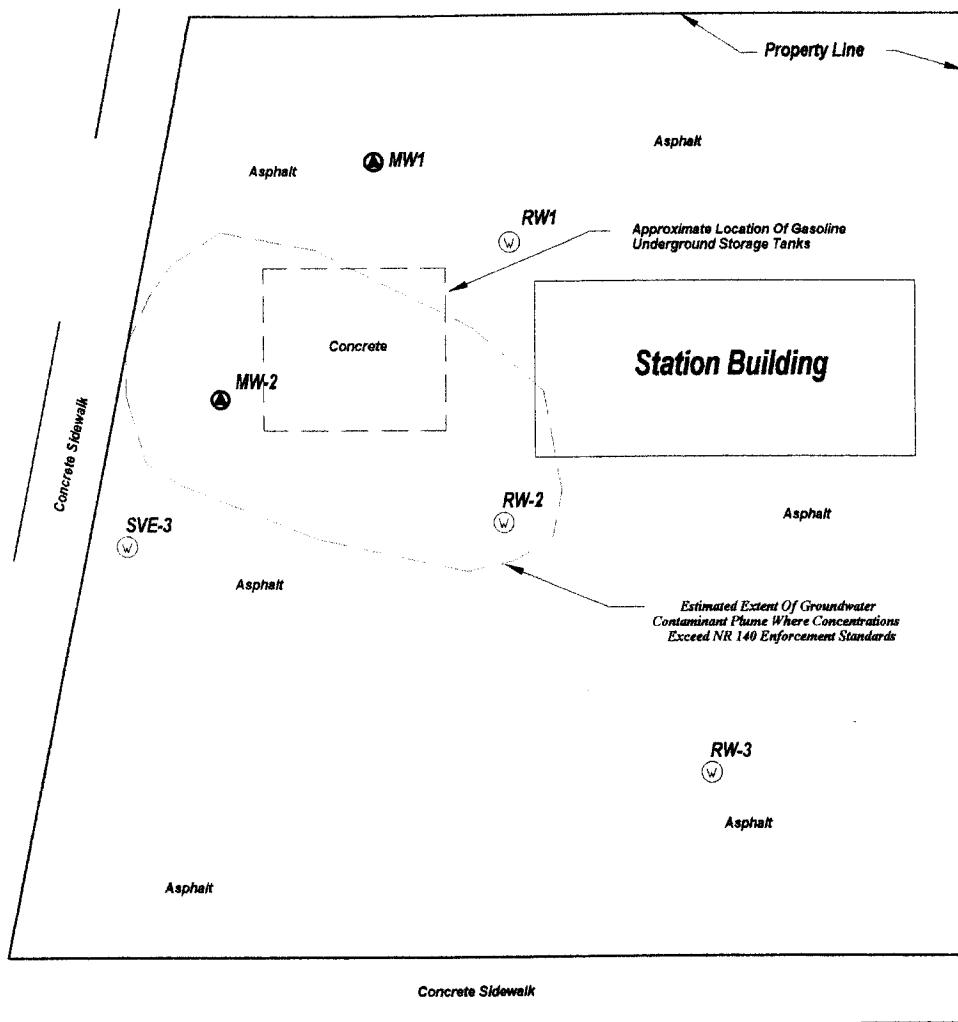 Property Line
Asphalt
Asphalt
MW1
RW1
Approximate Location Of Gasoline
Underground Storage Tanks
Concrete
Station Building
MW-2
Concrete Sidewalk
RW-2
Asphalt
SVE-3
Asphalt
Estimated Extent Of Groundwater
Contaminant Plume Where Concentrations
Exceed NR 140 Enforcement Standards
RW-3
Asphalt
Asphalt
Concrete Sidewalk
W
W
W
W